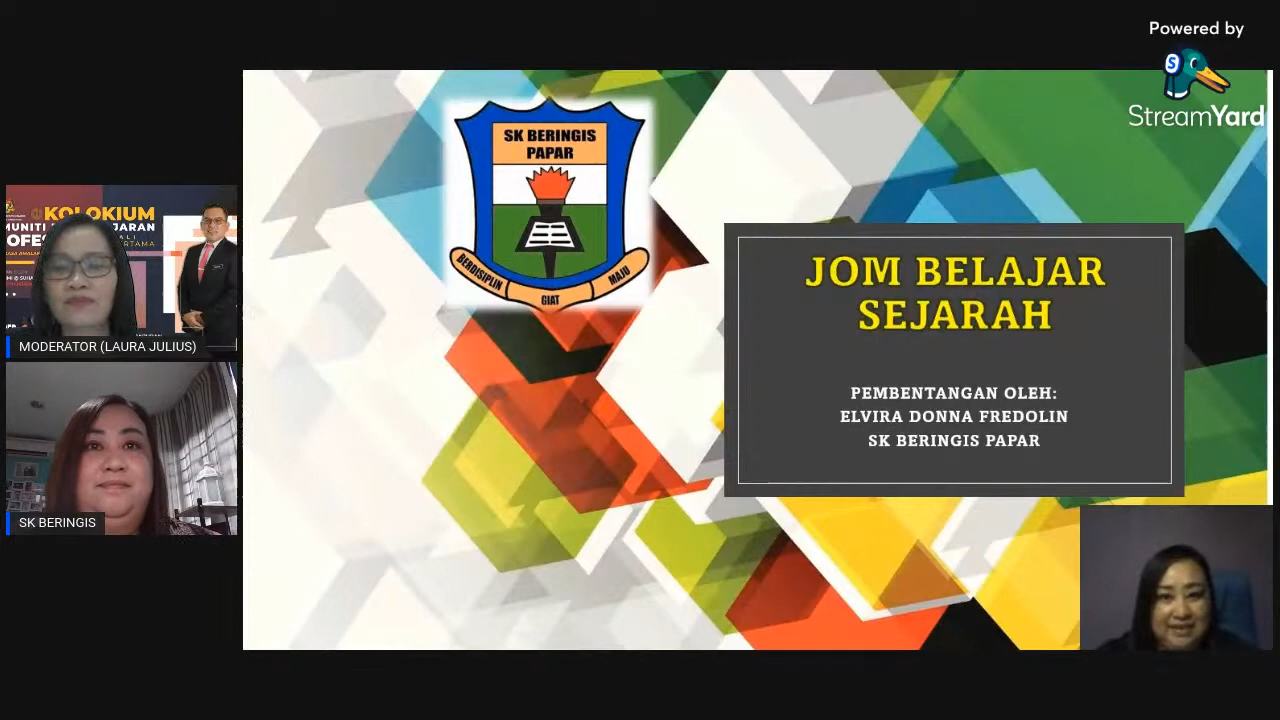 Powered by
StreamYard
SK BERINGIS
PAPAR
BERDISIPLIN
GIAT
MAJU
JOM BELAJAR
SEJARAH
PEMBENTANGAN OLEH:
ELVIRA DONNA FREDOLIN
SK BERINGIS PAPAR
KOLOKIUM
MODERATOR (LAURA JULIUS)
SK BERINGIS